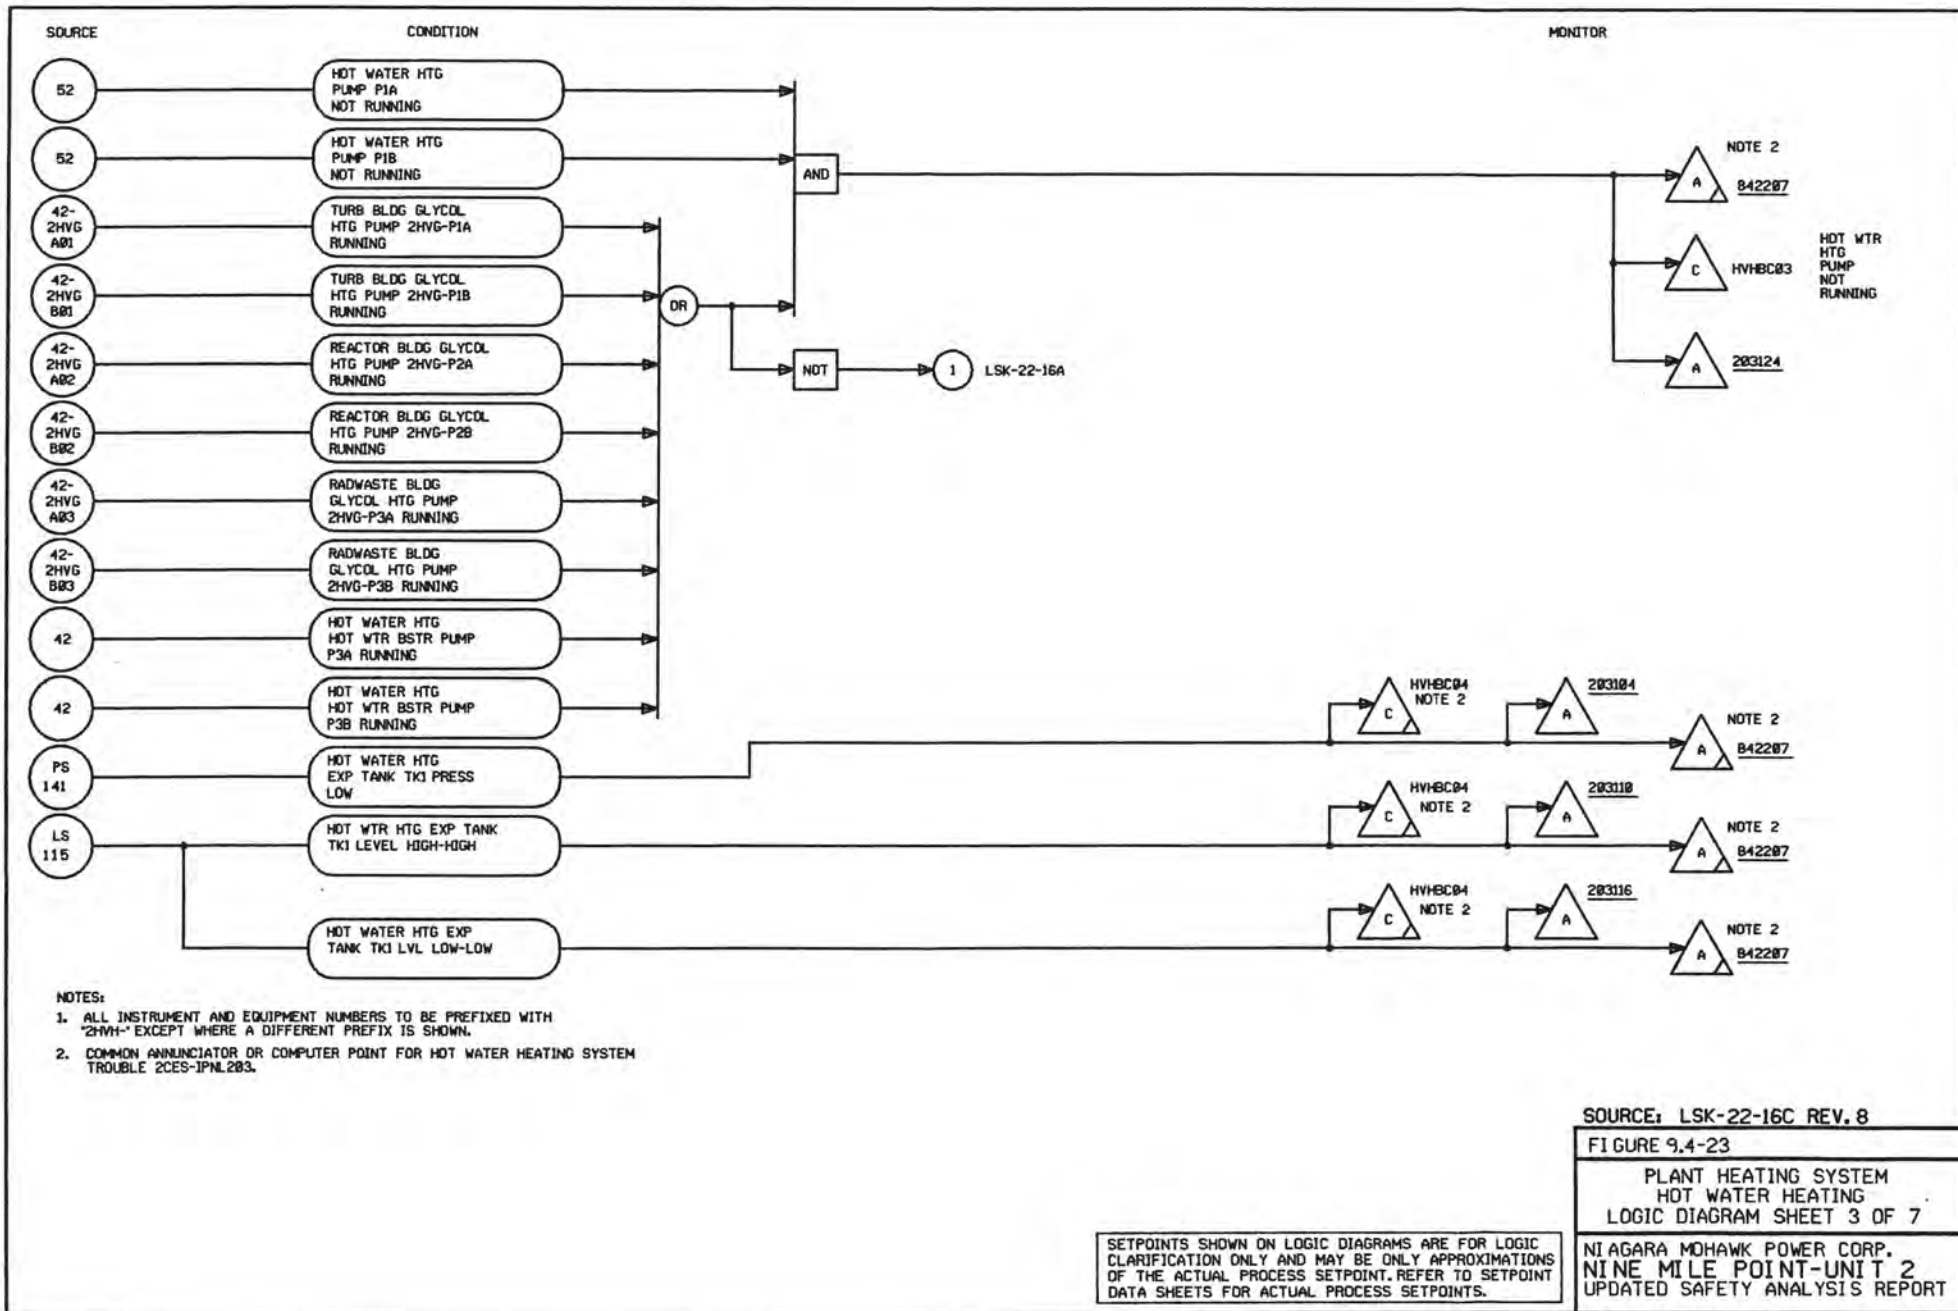 SOURCE
CONDITION
MONITOR
52
HOT WATER HTG
PUMP P1A
NOT RUNNING
52
HOT WATER HTG
PUMP P1B
NOT RUNNING
42-
2HVG
A01
TURB BLDG GLYCOL
HTG PUMP 2HVG-P1A
RUNNING
42-
2HVG
B01
TURB BLDG GLYCOL
HTG PUMP 2HVG-P1B
RUNNING
42-
2HVG
A02
REACTOR BLDG GLYCOL
HTG PUMP 2HVG-P2A
RUNNING
42-
2HVG
B02
REACTOR BLDG GLYCOL
HTG PUMP 2HVG-P2B
RUNNING
42-
2HVG
A03
RADWASTE BLDG
GLYCOL HTG PUMP
2HVG-P3A RUNNING
42-
2HVG
B03
RADWASTE BLDG
GLYCOL HTG PUMP
2HVG-P3B RUNNING
42
HOT WATER HTG
HOT WTR BSTR PUMP
P3A RUNNING
42
HOT WATER HTG
HOT WTR BSTR PUMP
P3B RUNNING
PS
141
HOT WATER HTG
EXP TANK TK1 PRESS
LOW
LS
115
HOT WTR HTG EXP TANK
TK1 LEVEL HIGH-HIGH
HOT WATER HTG EXP
TANK TK1 LVL LOW-LOW
AND
OR
NOT
1
LSK-22-16A
A
NOTE 2
842207
C
HVHBC03
HOT WTR
HTG
PUMP
NOT
RUNNING
A
203124
C
HVHBC04
NOTE 2
A
203104
A
NOTE 2
842207
C
HVHBC04
NOTE 2
A
203110
A
NOTE 2
842207
C
HVHBC04
NOTE 2
A
203116
A
NOTE 2
842207
NOTES:
1. ALL INSTRUMENT AND EQUIPMENT NUMBERS TO BE PREFIXED WITH
"2HVH-" EXCEPT WHERE A DIFFERENT PREFIX IS SHOWN.
2. COMMON ANNUNCIATOR OR COMPUTER POINT FOR HOT WATER HEATING SYSTEM
TROUBLE 2CES-IPNL203.
SETPOINTS SHOWN ON LOGIC DIAGRAMS ARE FOR LOGIC
CLARIFICATION ONLY AND MAY BE ONLY APPROXIMATIONS
OF THE ACTUAL PROCESS SETPOINT. REFER TO SETPOINT
DATA SHEETS FOR ACTUAL PROCESS SETPOINTS.
SOURCE: LSK-22-16C REV. 8
FIGURE 9.4-23
PLANT HEATING SYSTEM
HOT WATER HEATING
LOGIC DIAGRAM SHEET 3 OF 7
NIAGARA MOHAWK POWER CORP.
NINE MILE POINT-UNIT 2
UPDATED SAFETY ANALYSIS REPORT